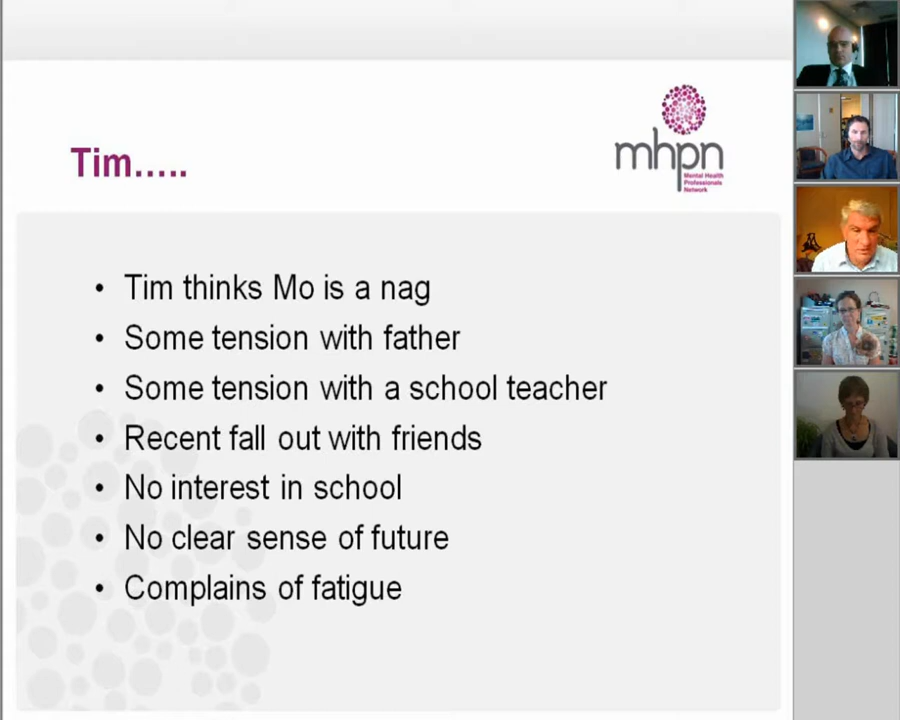 mhpn
Mental Health
Professionals
Network
Tim.....
• Tim thinks Mo is a nag
• Some tension with father
• Some tension with a school teacher
• Recent fall out with friends
• No interest in school
• No clear sense of future
• Complains of fatigue